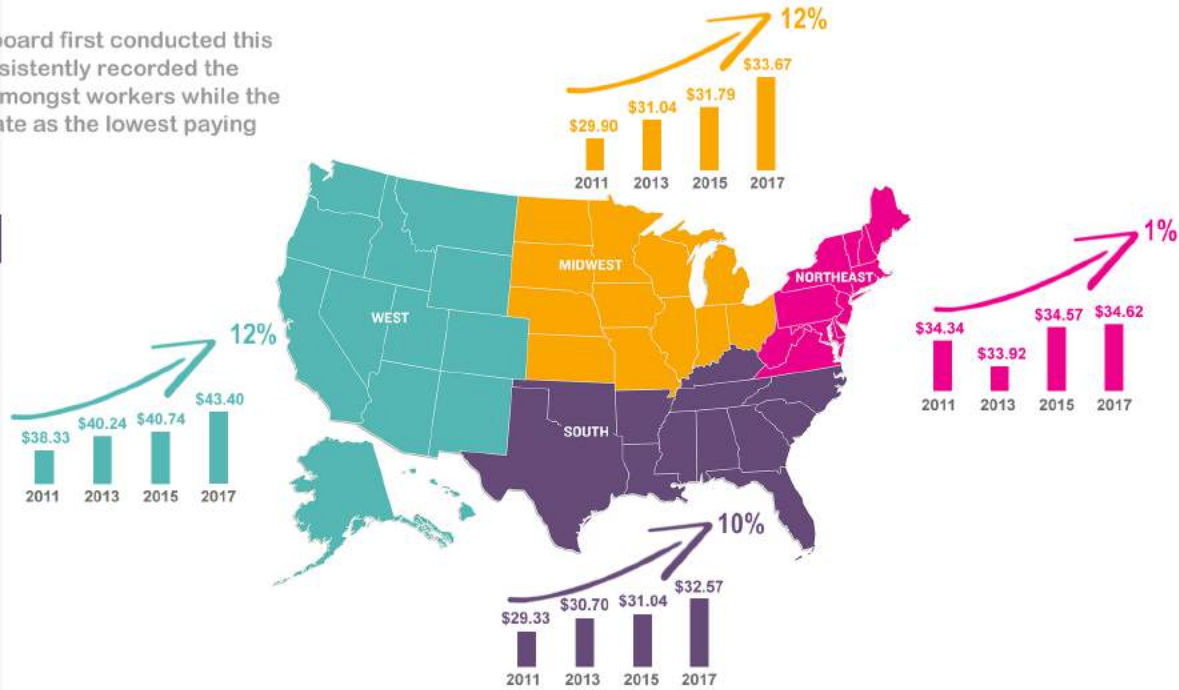 board first conducted this
sistently recorded the
mongst workers while the
ate as the lowest paying
12%
$29.90 $31.04 $31.79 $33.67
2011 2013 2015 2017
MIDWEST
NORTHEAST
WEST
SOUTH
1%
$34.34 $33.92 $34.57 $34.62
2011 2013 2015 2017
12%
$38.33 $40.24 $40.74 $43.40
2011 2013 2015 2017
10%
$29.33 $30.70 $31.04 $32.57
2011 2013 2015 2017